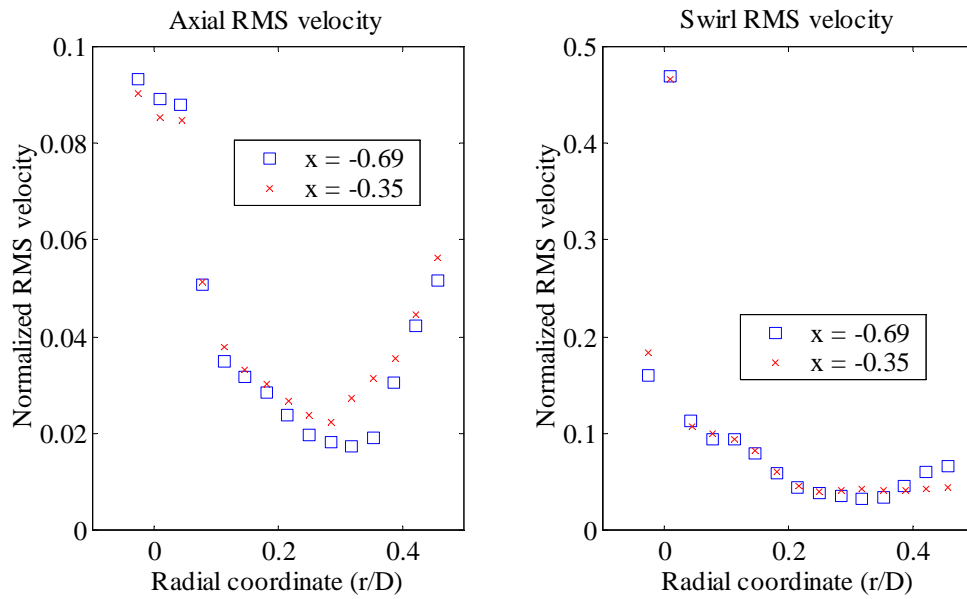 Axial RMS velocity
Normalized RMS velocity
0.1
0.08
0.06
0.04
0.02
0
x = -0.69
x = -0.35
0
0.2
0.4
Radial coordinate (r/D)
Swirl RMS velocity
Normalized RMS velocity
0.5
0.4
0.3
0.2
0.1
0
x = -0.69
x = -0.35
0
0.2
0.4
Radial coordinate (r/D)